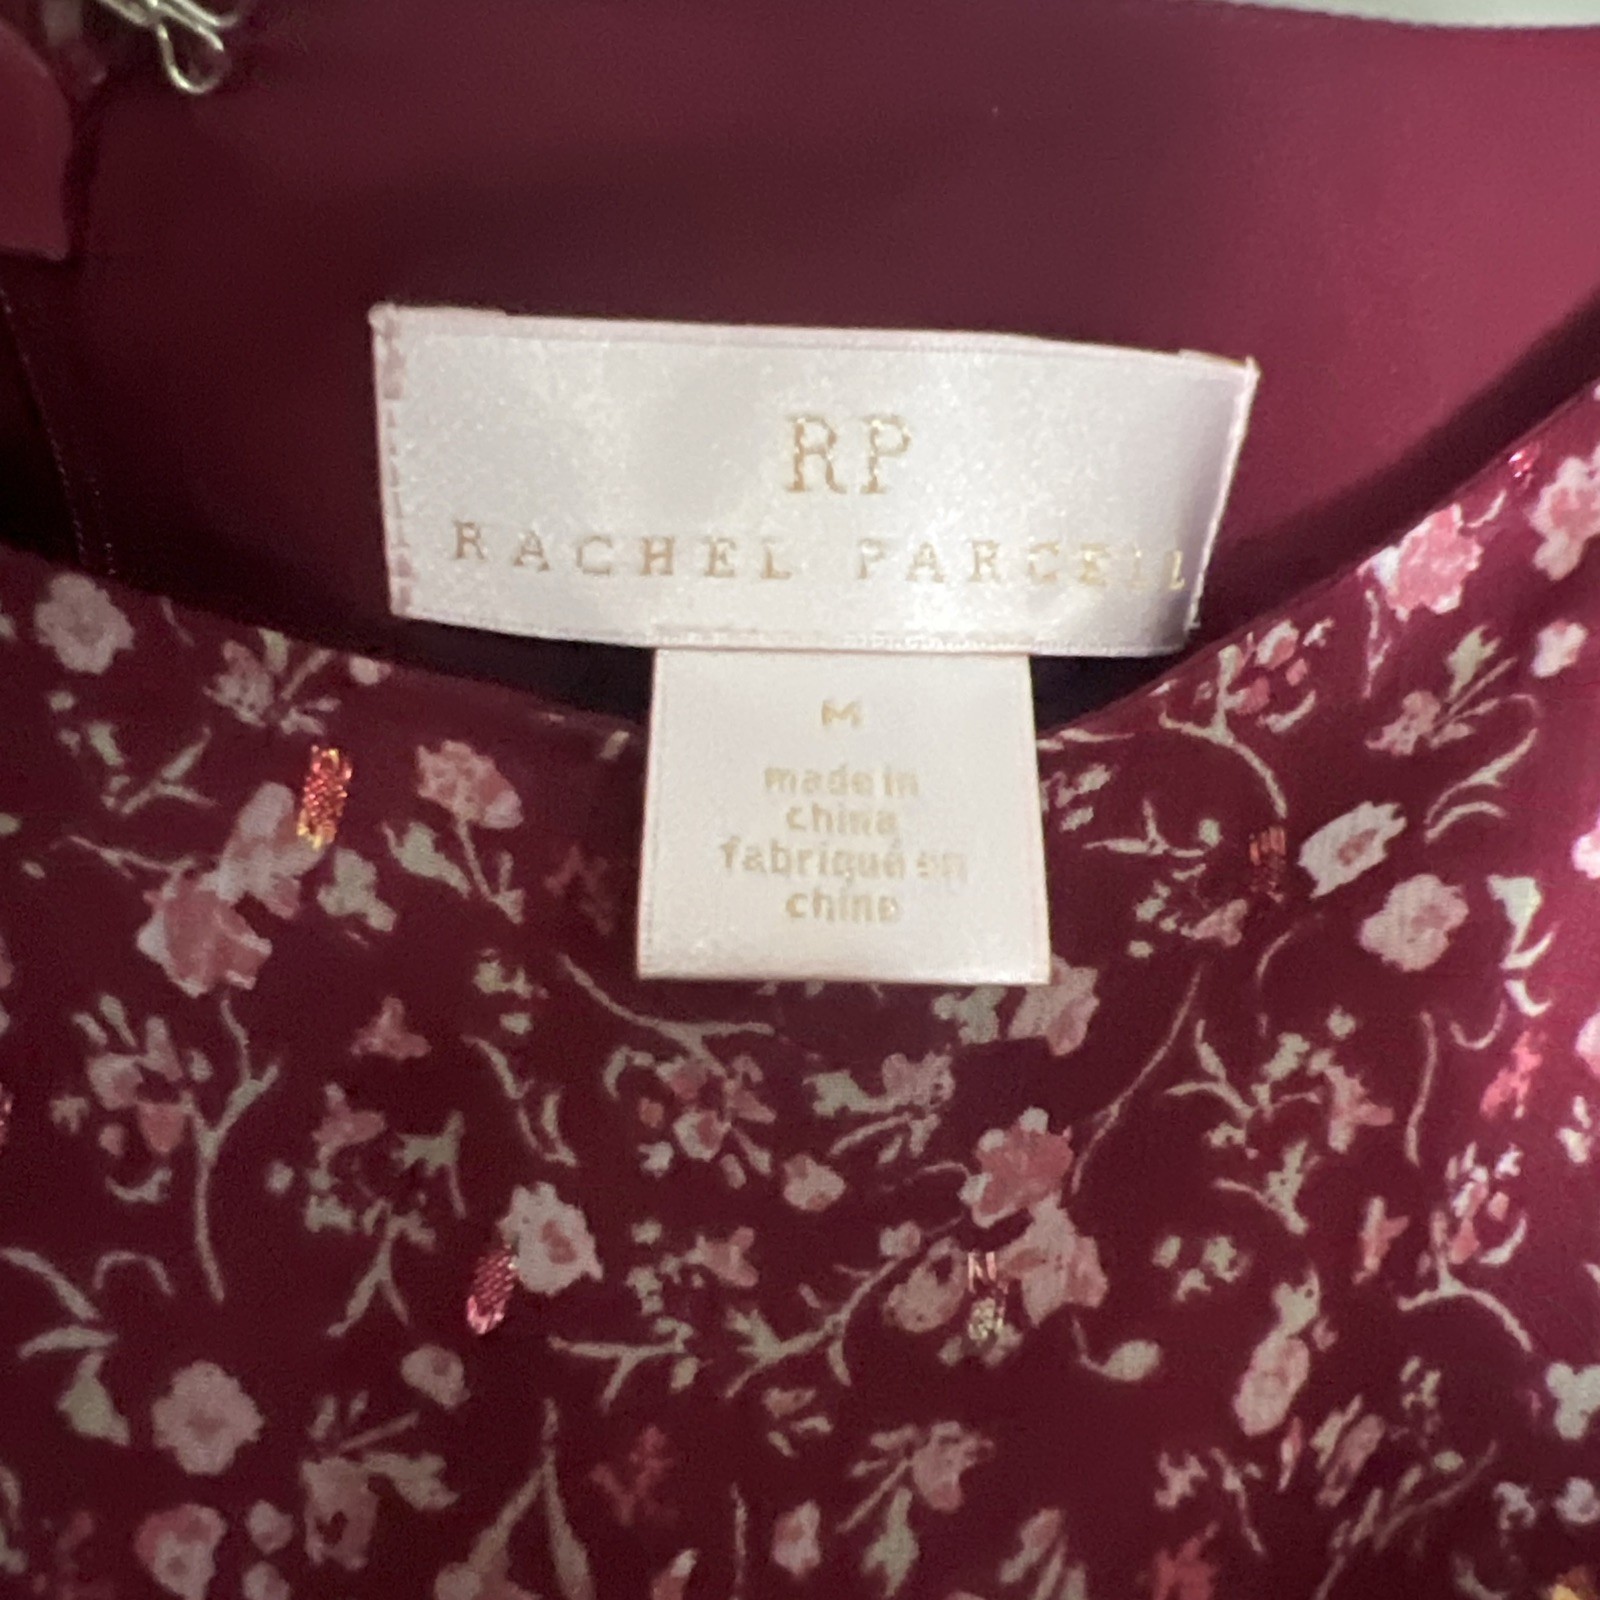 RP
RACHEL PARCELL
M
made in
china
fabriqué en
chine